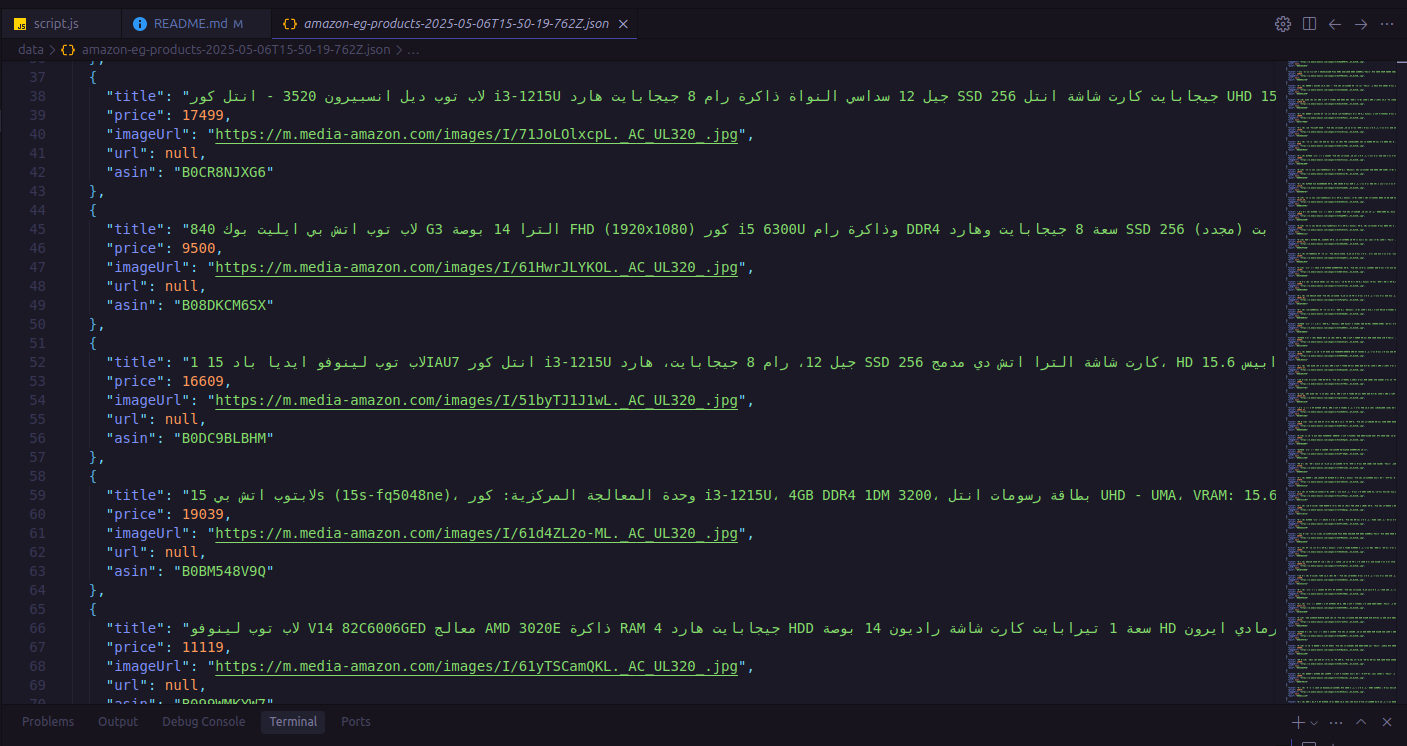 script.js
README.md M
amazon-eg-products-2025-05-06T15-50-19-762Z.json
data > amazon-eg-products-2025-05-06T15-50-19-762Z.json > ...
37 {
38 "title": "لاب توب ديل انسبيرون 3520 - انتل كور i3-1215U جيل 12 سداسي النواة ذاكرة رام 8 جيجابايت هارد SSD 256 جيجابايت كارت شاشة انتل UHD 15
39 "price": 17499,
40 "imageUrl": "https://m.media-amazon.com/images/I/71JoLOlxcpL._AC_UL320_.jpg",
41 "url": null,
42 "asin": "B0CR8NJXG6"
43 },
44 {
45 "title": "لاب توب اتش بي ايليت بوك 840 G3 الترا 14 بوصة FHD (1920x1080) كور i5 6300U وذاكرة رام DDR4 سعة 8 جيجابايت وهارد SSD 256 بت (مجدد)
46 "price": 9500,
47 "imageUrl": "https://m.media-amazon.com/images/I/61HwrJLYKOL._AC_UL320_.jpg",
48 "url": null,
49 "asin": "B08DKCM6SX"
50 },
51 {
52 "title": "لاب توب لينوفو ايديا باد 1 15IAU7 انتل كور i3-1215U جيل 12، رام 8 جيجابايت، هارد SSD 256 كارت شاشة الترا اتش دي مدمج، HD 15.6 ابيس
53 "price": 16609,
54 "imageUrl": "https://m.media-amazon.com/images/I/51byTJ1J1wL._AC_UL320_.jpg",
55 "url": null,
56 "asin": "B0DC9BLBHM"
57 },
58 {
59 "title": "لابتوب اتش بي 15s (15s-fq5048ne)، وحدة المعالجة المركزية: كور i3-1215U، 4GB DDR4 1DM 3200، بطاقة رسومات انتل UHD - UMA، VRAM: 15.6
60 "price": 19039,
61 "imageUrl": "https://m.media-amazon.com/images/I/61d4ZL2o-ML._AC_UL320_.jpg",
62 "url": null,
63 "asin": "B0BM548V9Q"
64 },
65 {
66 "title": "لاب توب لينوفو V14 82C6006GED معالج AMD 3020E ذاكرة RAM 4 جيجابايت هارد HDD سعة 1 تيرابايت كارت شاشة راديون 14 بوصة HD رمادي ايرون
67 "price": 11119,
68 "imageUrl": "https://m.media-amazon.com/images/I/61yTSCamQKL._AC_UL320_.jpg",
69 "url": null,
70 "asin": "B099WMKYW7"
Problems Output Debug Console Terminal Ports